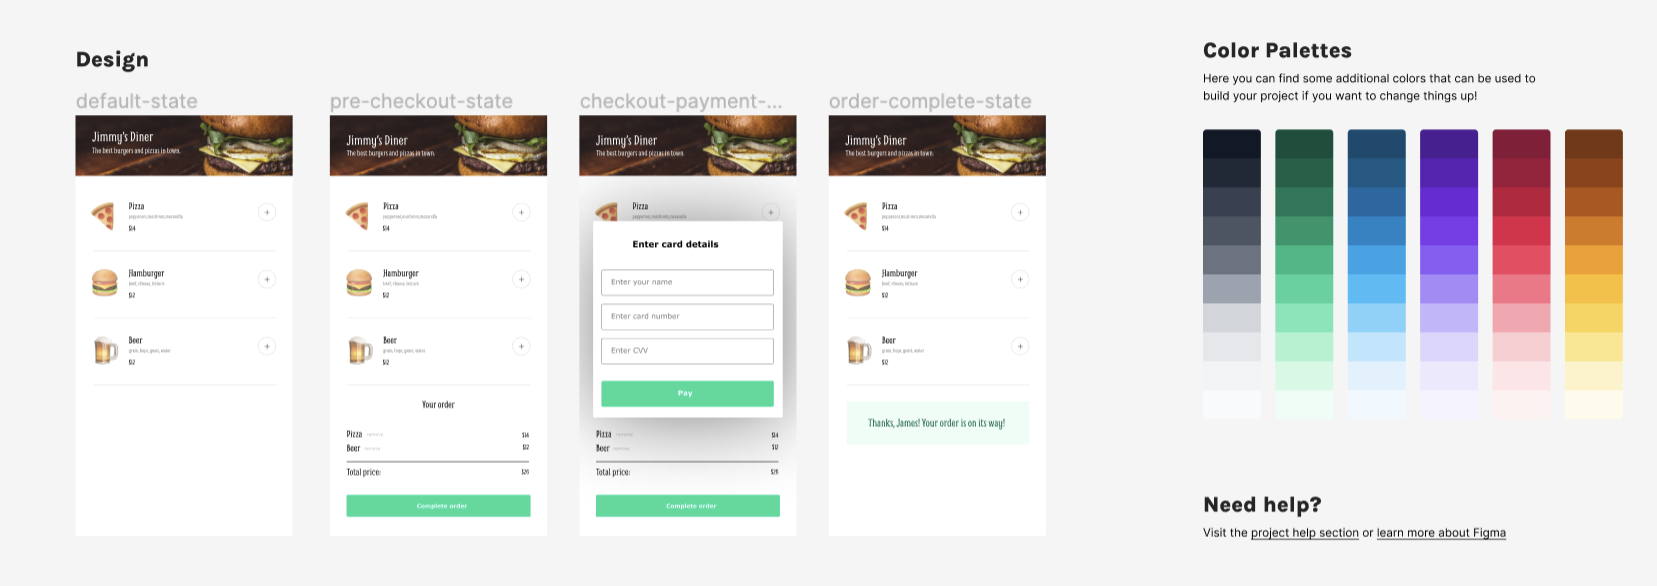 Design
default-state
Jimmy's Diner
The best burgers and pizzas in town.
Pizza
pepperoni,mushrom,mozarella
$14
+
Hamburger
beef, cheese, lettuce
$12
+
Beer
grain, hops, yeast, water
$12
+
pre-checkout-state
Jimmy's Diner
The best burgers and pizzas in town.
Pizza
pepperoni,mushrom,mozarella
$14
+
Hamburger
beef, cheese, lettuce
$12
+
Beer
grain, hops, yeast, water
$12
+
Your order
Pizza remove $14
Beer remove $12
Total price: $26
Complete order
checkout-payment-...
Jimmy's Diner
The best burgers and pizzas in town.
Pizza
pepperoni,mushrom,mozarella
+
Enter card details
Enter your name
Enter card number
Enter CVV
Pay
Pizza remove $14
Beer remove $12
Total price: $26
Complete order
order-complete-state
Jimmy's Diner
The best burgers and pizzas in town.
Pizza
pepperoni,mushrom,mozarella
$14
+
Hamburger
beef, cheese, lettuce
$12
+
Beer
grain, hops, yeast, water
$12
+
Thanks, James! Your order is on its way!
Color Palettes
Here you can find some additional colors that can be used to
build your project if you want to change things up!
Need help?
Visit the project help section or learn more about Figma